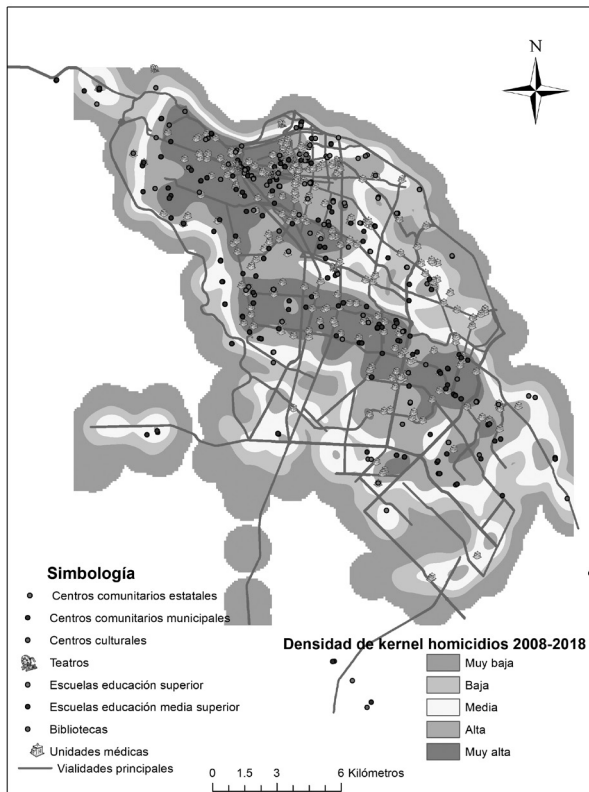 N
Simbología
Centros comunitarios estatales
Centros comunitarios municipales
Centros culturales
Teatros
Escuelas educación superior
Escuelas educación media superior
Bibliotecas
Unidades médicas
Vialidades principales
Densidad de kernel homicidios 2008-2018
Muy baja
Baja
Media
Alta
Muy alta
0 1.5 3 6 Kilómetros